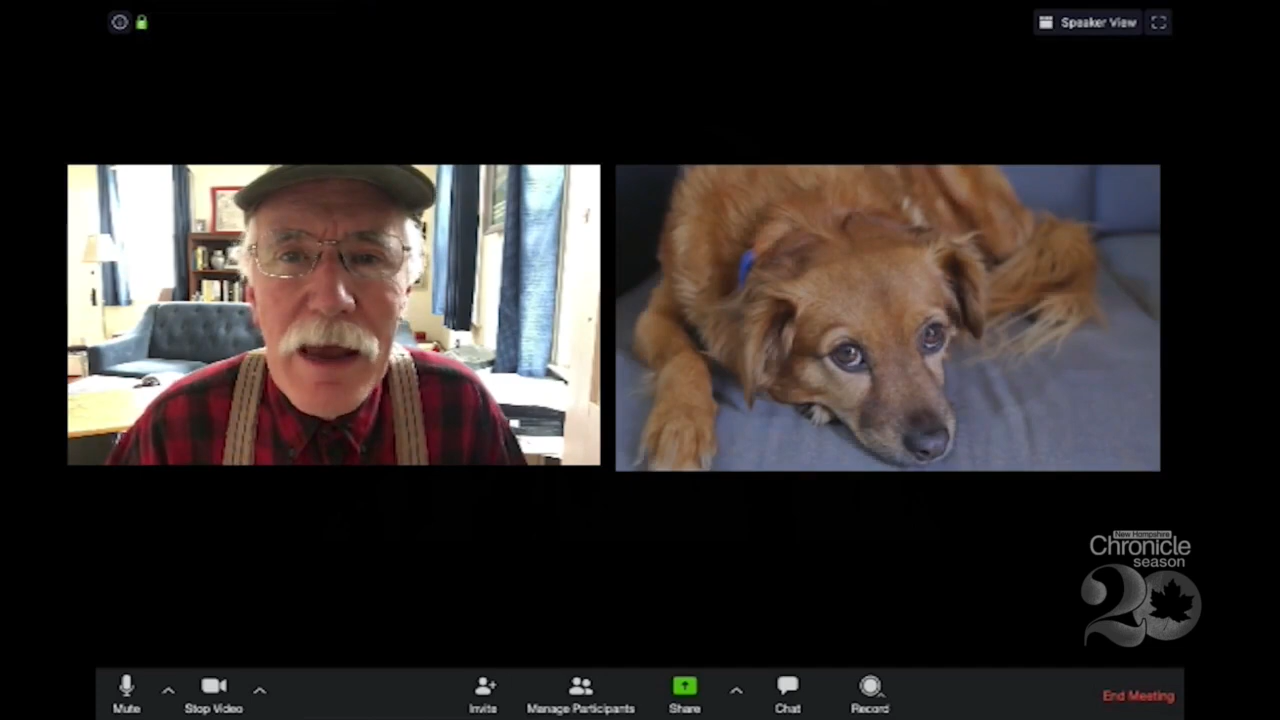 Speaker View
New Hampshire
Chronicle
season
20
Mute
Stop Video
Invite
Manage Participants
Share
Chat
Record
End Meeting